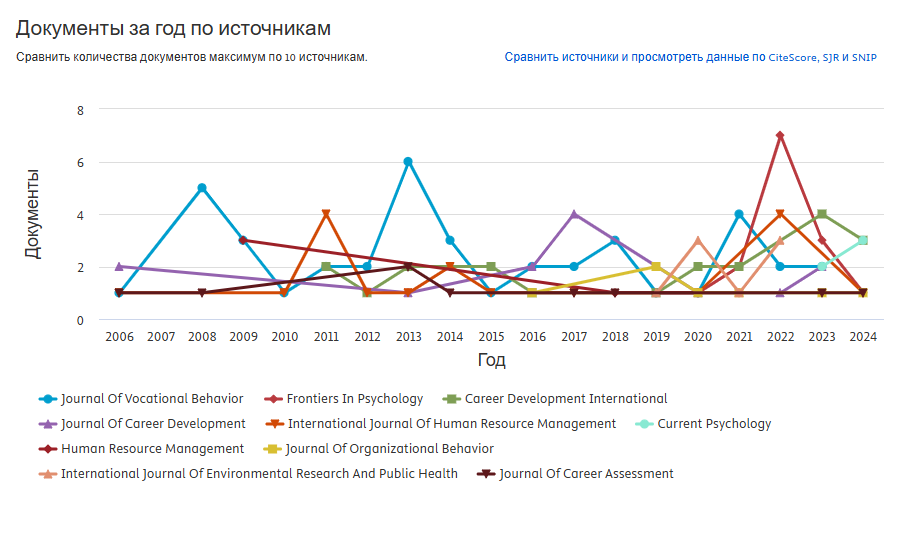 Документы за год по источникам
Сравнить количества документов максимум по 10 источникам.
Сравнить источники и просмотреть данные по CiteScore, SJR и SNIP
8
6
4
2
0
Документы
2006 2007 2008 2009 2010 2011 2012 2013 2014 2015 2016 2017 2018 2019 2020 2021 2022 2023 2024
Год
Journal Of Vocational Behavior Frontiers In Psychology Career Development International
Journal Of Career Development International Journal Of Human Resource Management Current Psychology
Human Resource Management Journal Of Organizational Behavior
International Journal Of Environmental Research And Public Health Journal Of Career Assessment